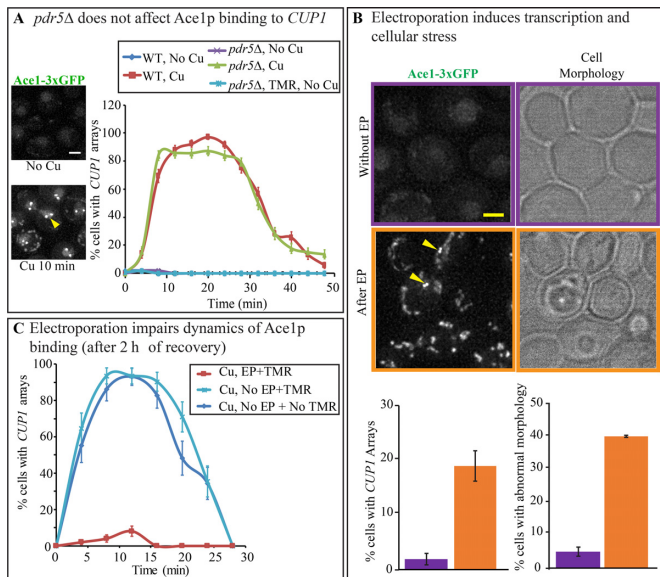 A pdr5Δ does not affect Ace1p binding to CUP1
WT, No Cu
WT, Cu
pdr5Δ, No Cu
pdr5Δ, Cu
pdr5Δ, TMR, No Cu
Ace1-3xGFP
No Cu
Cu 10 min
% cells with CUP1 arrays
120
100
80
60
40
20
0
0 10 20 30 40 50
Time (min)
B Electroporation induces transcription and
cellular stress
Ace1-3xGFP
Cell
Morphology
Without EP
After EP
% cells with CUP1 Arrays
30
20
10
0
% cells with abnormal morphology
50
40
30
20
10
0
C Electroporation impairs dynamics of Ace1p
binding (after 2 h of recovery)
Cu, EP+TMR
Cu, No EP+TMR
Cu, No EP + No TMR
% cells with CUP1 arrays
100
80
60
40
20
0
0 5 10 15 20 25 30
Time (min)